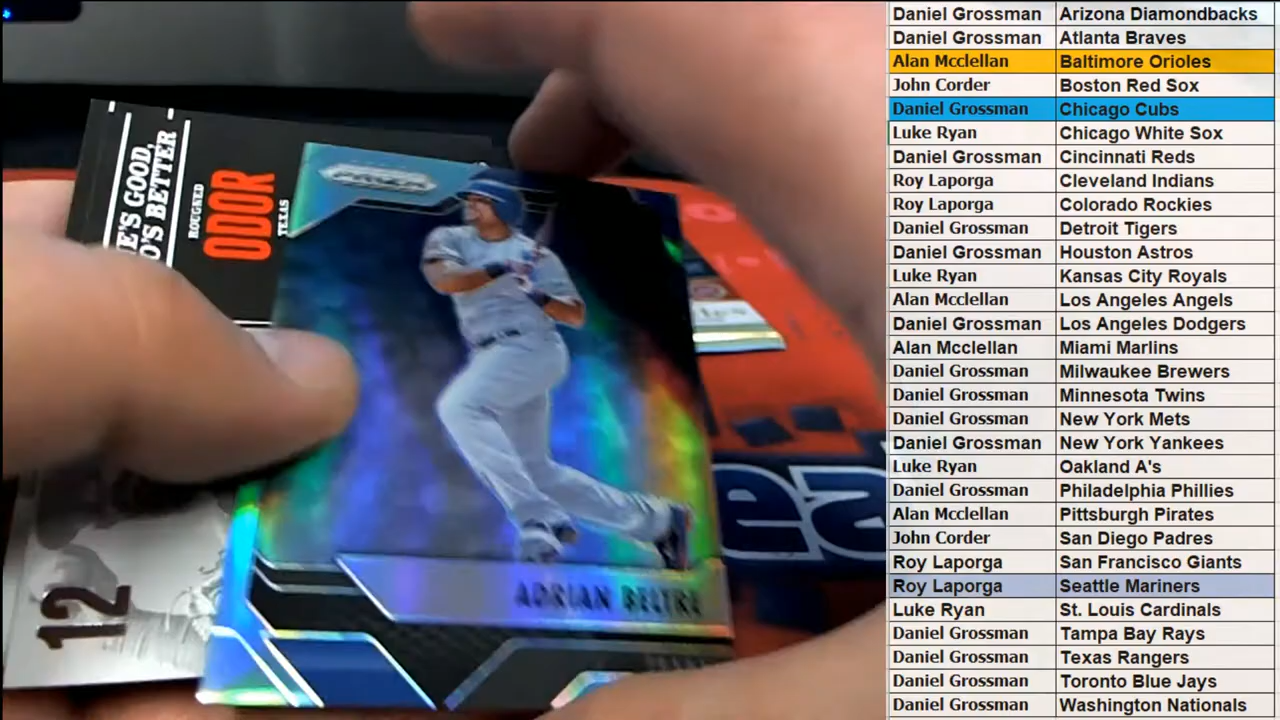 HE'S GOOD,
O'S BETTER
ROUGNED
ODOR
TEXAS
PRIZM
ADRIAN BELTRE
TEXAS
12
Daniel Grossman Arizona Diamondbacks
Daniel Grossman Atlanta Braves
Alan Mcclellan Baltimore Orioles
John Corder Boston Red Sox
Daniel Grossman Chicago Cubs
Luke Ryan Chicago White Sox
Daniel Grossman Cincinnati Reds
Roy Laporga Cleveland Indians
Roy Laporga Colorado Rockies
Daniel Grossman Detroit Tigers
Daniel Grossman Houston Astros
Luke Ryan Kansas City Royals
Alan Mcclellan Los Angeles Angels
Daniel Grossman Los Angeles Dodgers
Alan Mcclellan Miami Marlins
Daniel Grossman Milwaukee Brewers
Daniel Grossman Minnesota Twins
Daniel Grossman New York Mets
Daniel Grossman New York Yankees
Luke Ryan Oakland A's
Daniel Grossman Philadelphia Phillies
Alan Mcclellan Pittsburgh Pirates
John Corder San Diego Padres
Roy Laporga San Francisco Giants
Roy Laporga Seattle Mariners
Luke Ryan St. Louis Cardinals
Daniel Grossman Tampa Bay Rays
Daniel Grossman Texas Rangers
Daniel Grossman Toronto Blue Jays
Daniel Grossman Washington Nationals